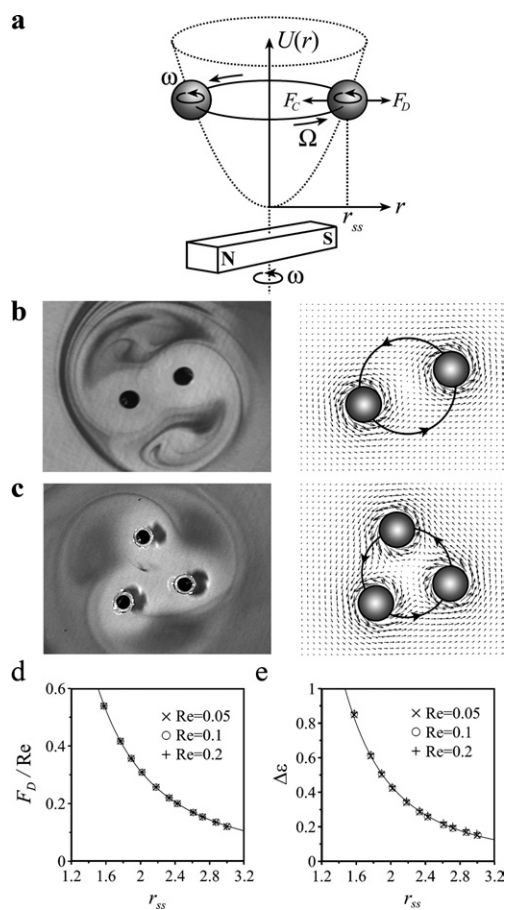 a
U(r)
ω
F_C
F_D
Ω
r
r_ss
N
S
ω
b
c
d
e
0.6
0.4
0.2
0
F_D / Re
× Re=0.05
○ Re=0.1
+ Re=0.2
1.2 1.6 2 2.4 2.8 3.2
r_ss
1
0.8
0.6
0.4
0.2
0
Δε
× Re=0.05
○ Re=0.1
+ Re=0.2
1.2 1.6 2 2.4 2.8 3.2
r_ss